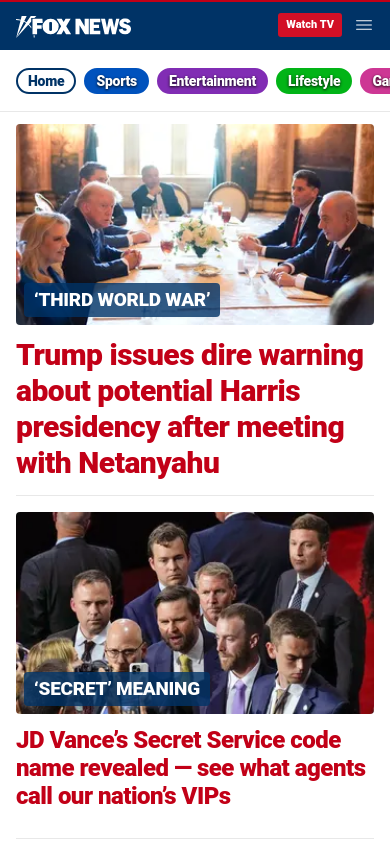 FOX NEWS
Watch TV
Home
Sports
Entertainment
Lifestyle
‘THIRD WORLD WAR’
Trump issues dire warning
about potential Harris
presidency after meeting
with Netanyahu
‘SECRET’ MEANING
JD Vance’s Secret Service code
name revealed — see what agents
call our nation’s VIPs